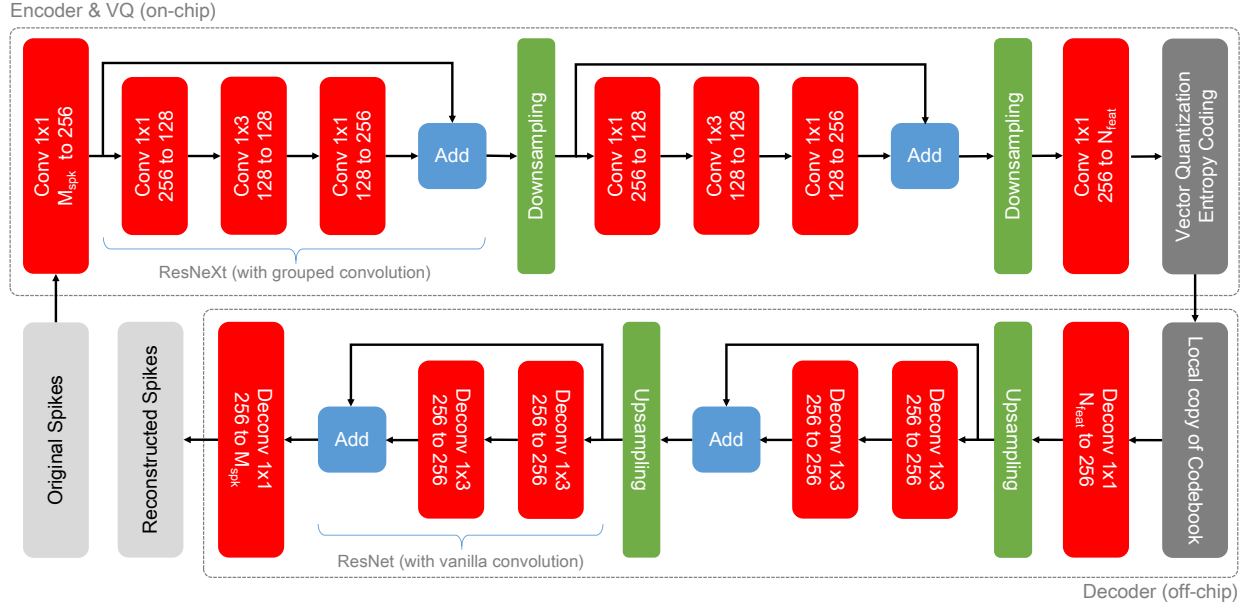 Encoder & VQ (on-chip)
Conv 1x1
M_spk to 256
Conv 1x1
256 to 128
Conv 1x3
128 to 128
Conv 1x1
128 to 256
Add
Downsampling
Conv 1x1
256 to 128
Conv 1x3
128 to 128
Conv 1x1
128 to 256
Add
Downsampling
Conv 1x1
256 to N_feat
Vector Quantization
Entropy Coding
ResNeXt (with grouped convolution)
Original Spikes
Reconstructed Spikes
Deconv 1x1
256 to M_spk
Add
Deconv 1x3
256 to 256
Deconv 1x3
256 to 256
Upsampling
Add
Deconv 1x3
256 to 256
Deconv 1x3
256 to 256
Upsampling
Deconv 1x1
N_feat to 256
Local copy of Codebook
ResNet (with vanilla convolution)
Decoder (off-chip)